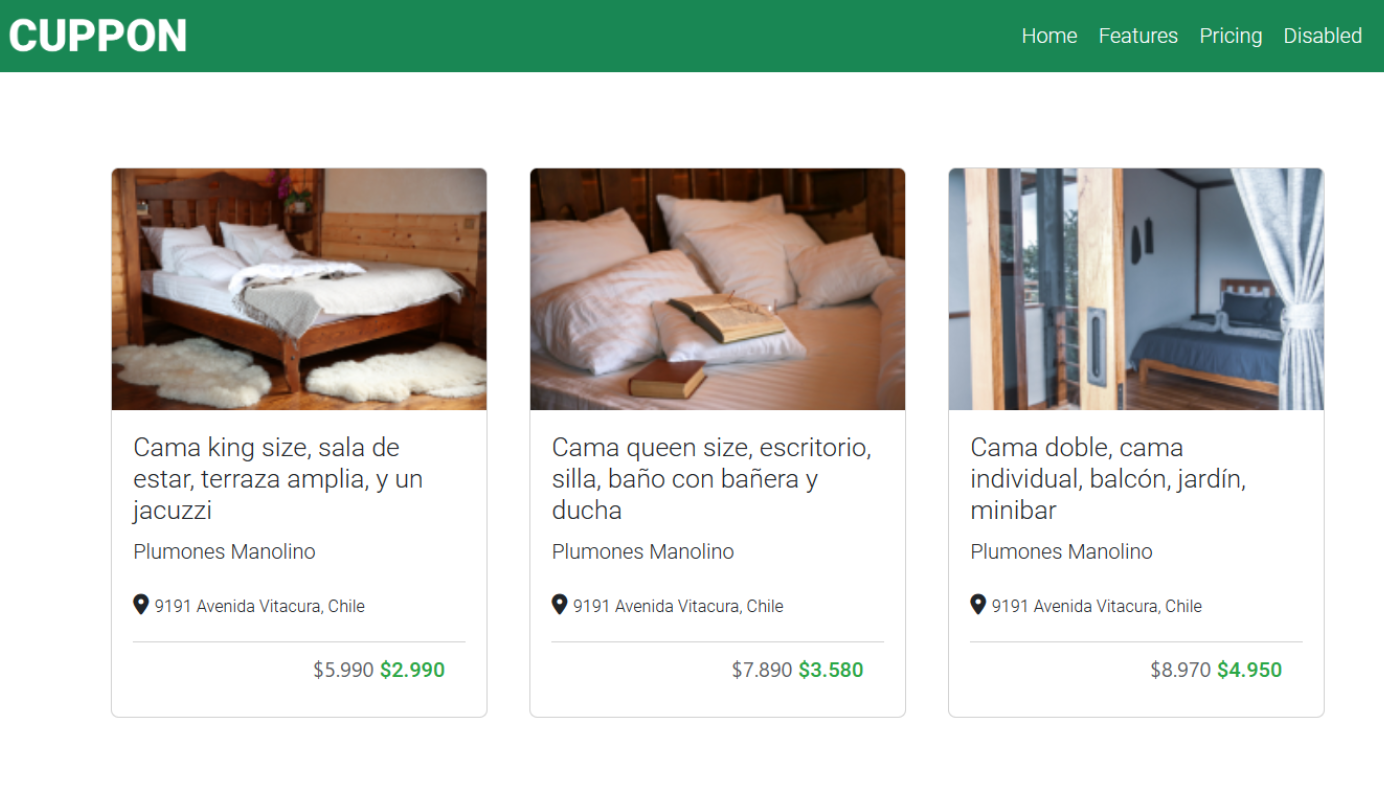 CUPPON
Home Features Pricing Disabled
Cama king size, sala de
estar, terraza amplia, y un
jacuzzi
Plumones Manolino
9191 Avenida Vitacura, Chile
$5.990 $2.990
Cama queen size, escritorio,
silla, baño con bañera y
ducha
Plumones Manolino
9191 Avenida Vitacura, Chile
$7.890 $3.580
Cama doble, cama
individual, balcón, jardín,
minibar
Plumones Manolino
9191 Avenida Vitacura, Chile
$8.970 $4.950